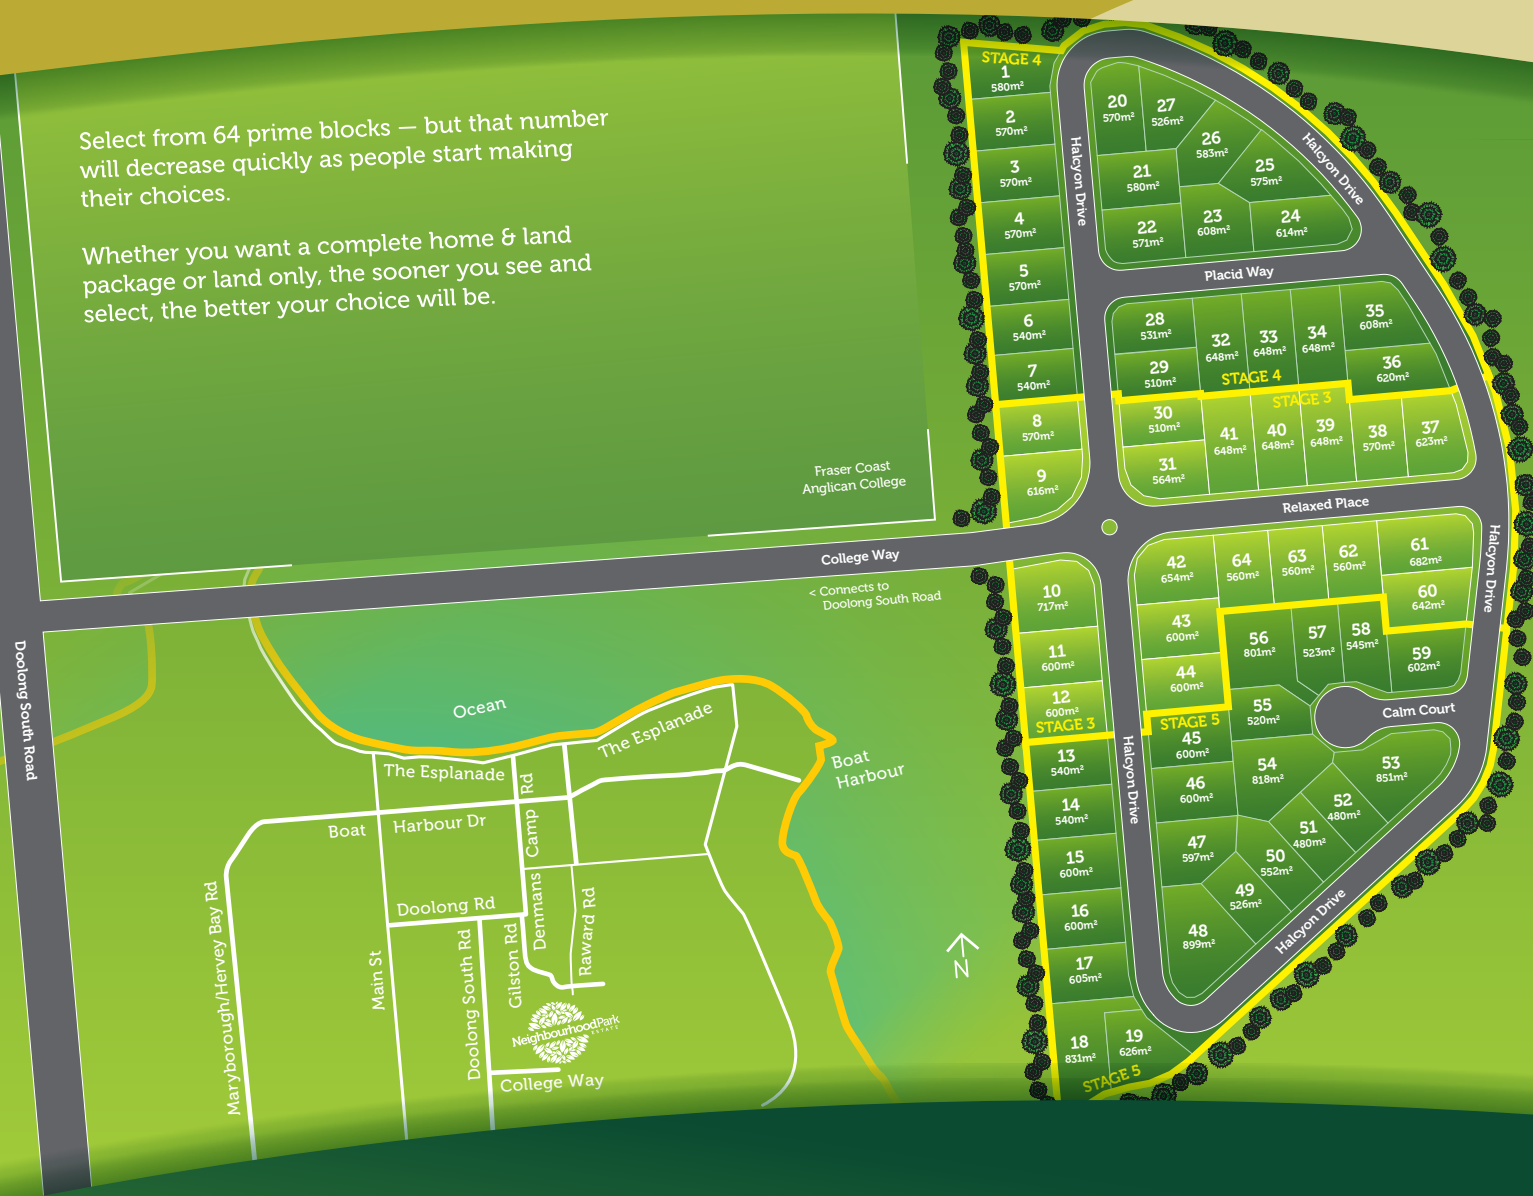 Select from 64 prime blocks — but that number
will decrease quickly as people start making
their choices.
Whether you want a complete home & land
package or land only, the sooner you see and
select, the better your choice will be.
Fraser Coast
Anglican College
College Way
< Connects to
Doolong South Road
Doolong South Road
Ocean
The Esplanade
The Esplanade
Boat
Harbour
Boat Harbour Dr
Camp Rd
Denmans
Raward Rd
Doolong Rd
Main St
Doolong South Rd
Gilston Rd
Maryborough/Hervey Bay Rd
NeighbourhoodPark
ESTATE
College Way
N
STAGE 4
1
580m²
2
570m²
3
570m²
4
570m²
5
570m²
6
540m²
7
540m²
8
570m²
9
616m²
10
717m²
11
600m²
12
600m²
STAGE 3
13
540m²
14
540m²
15
600m²
16
600m²
17
605m²
18
831m²
19
626m²
STAGE 5
Halcyon Drive
Halcyon Drive
20
570m²
27
526m²
26
583m²
25
575m²
21
580m²
22
571m²
23
608m²
24
614m²
Placid Way
28
531m²
29
510m²
32
648m²
33
648m²
34
648m²
35
608m²
36
620m²
STAGE 4
STAGE 3
30
510m²
31
564m²
41
648m²
40
648m²
39
648m²
38
570m²
37
623m²
Relaxed Place
Halcyon Drive
42
654m²
64
560m²
63
560m²
62
560m²
61
682m²
60
642m²
43
600m²
44
600m²
56
801m²
57
523m²
58
545m²
59
602m²
STAGE 5
45
600m²
55
520m²
Calm Court
46
600m²
54
818m²
53
851m²
52
480m²
51
480m²
47
597m²
50
552m²
49
526m²
48
899m²
Halcyon Drive
Halcyon Drive